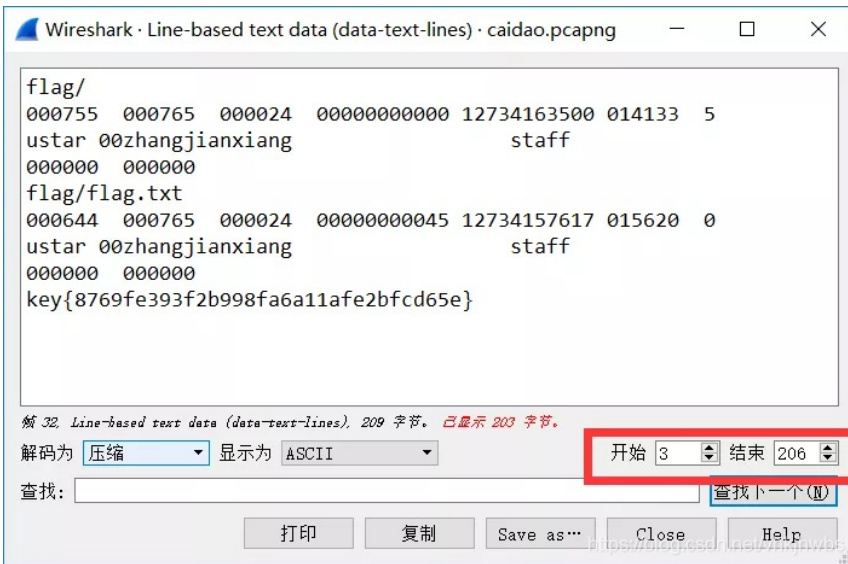 Wireshark · Line-based text data (data-text-lines) · caidao.pcapng
flag/
000755 000765 000024 00000000000 12734163500 014133 5
ustar 00zhangjianxiang staff
000000 000000
flag/flag.txt
000644 000765 000024 00000000045 12734157617 015620 0
ustar 00zhangjianxiang staff
000000 000000
key{8769fe393f2b998fa6a11afe2bfcd65e}
帧 32, Line-based text data (data-text-lines), 209 字节。 已显示 203 字节。
解码为 压缩 显示为 ASCII 开始 3 结束 206
查找: 查找下一个(N)
打印 复制 Save as… Close Help